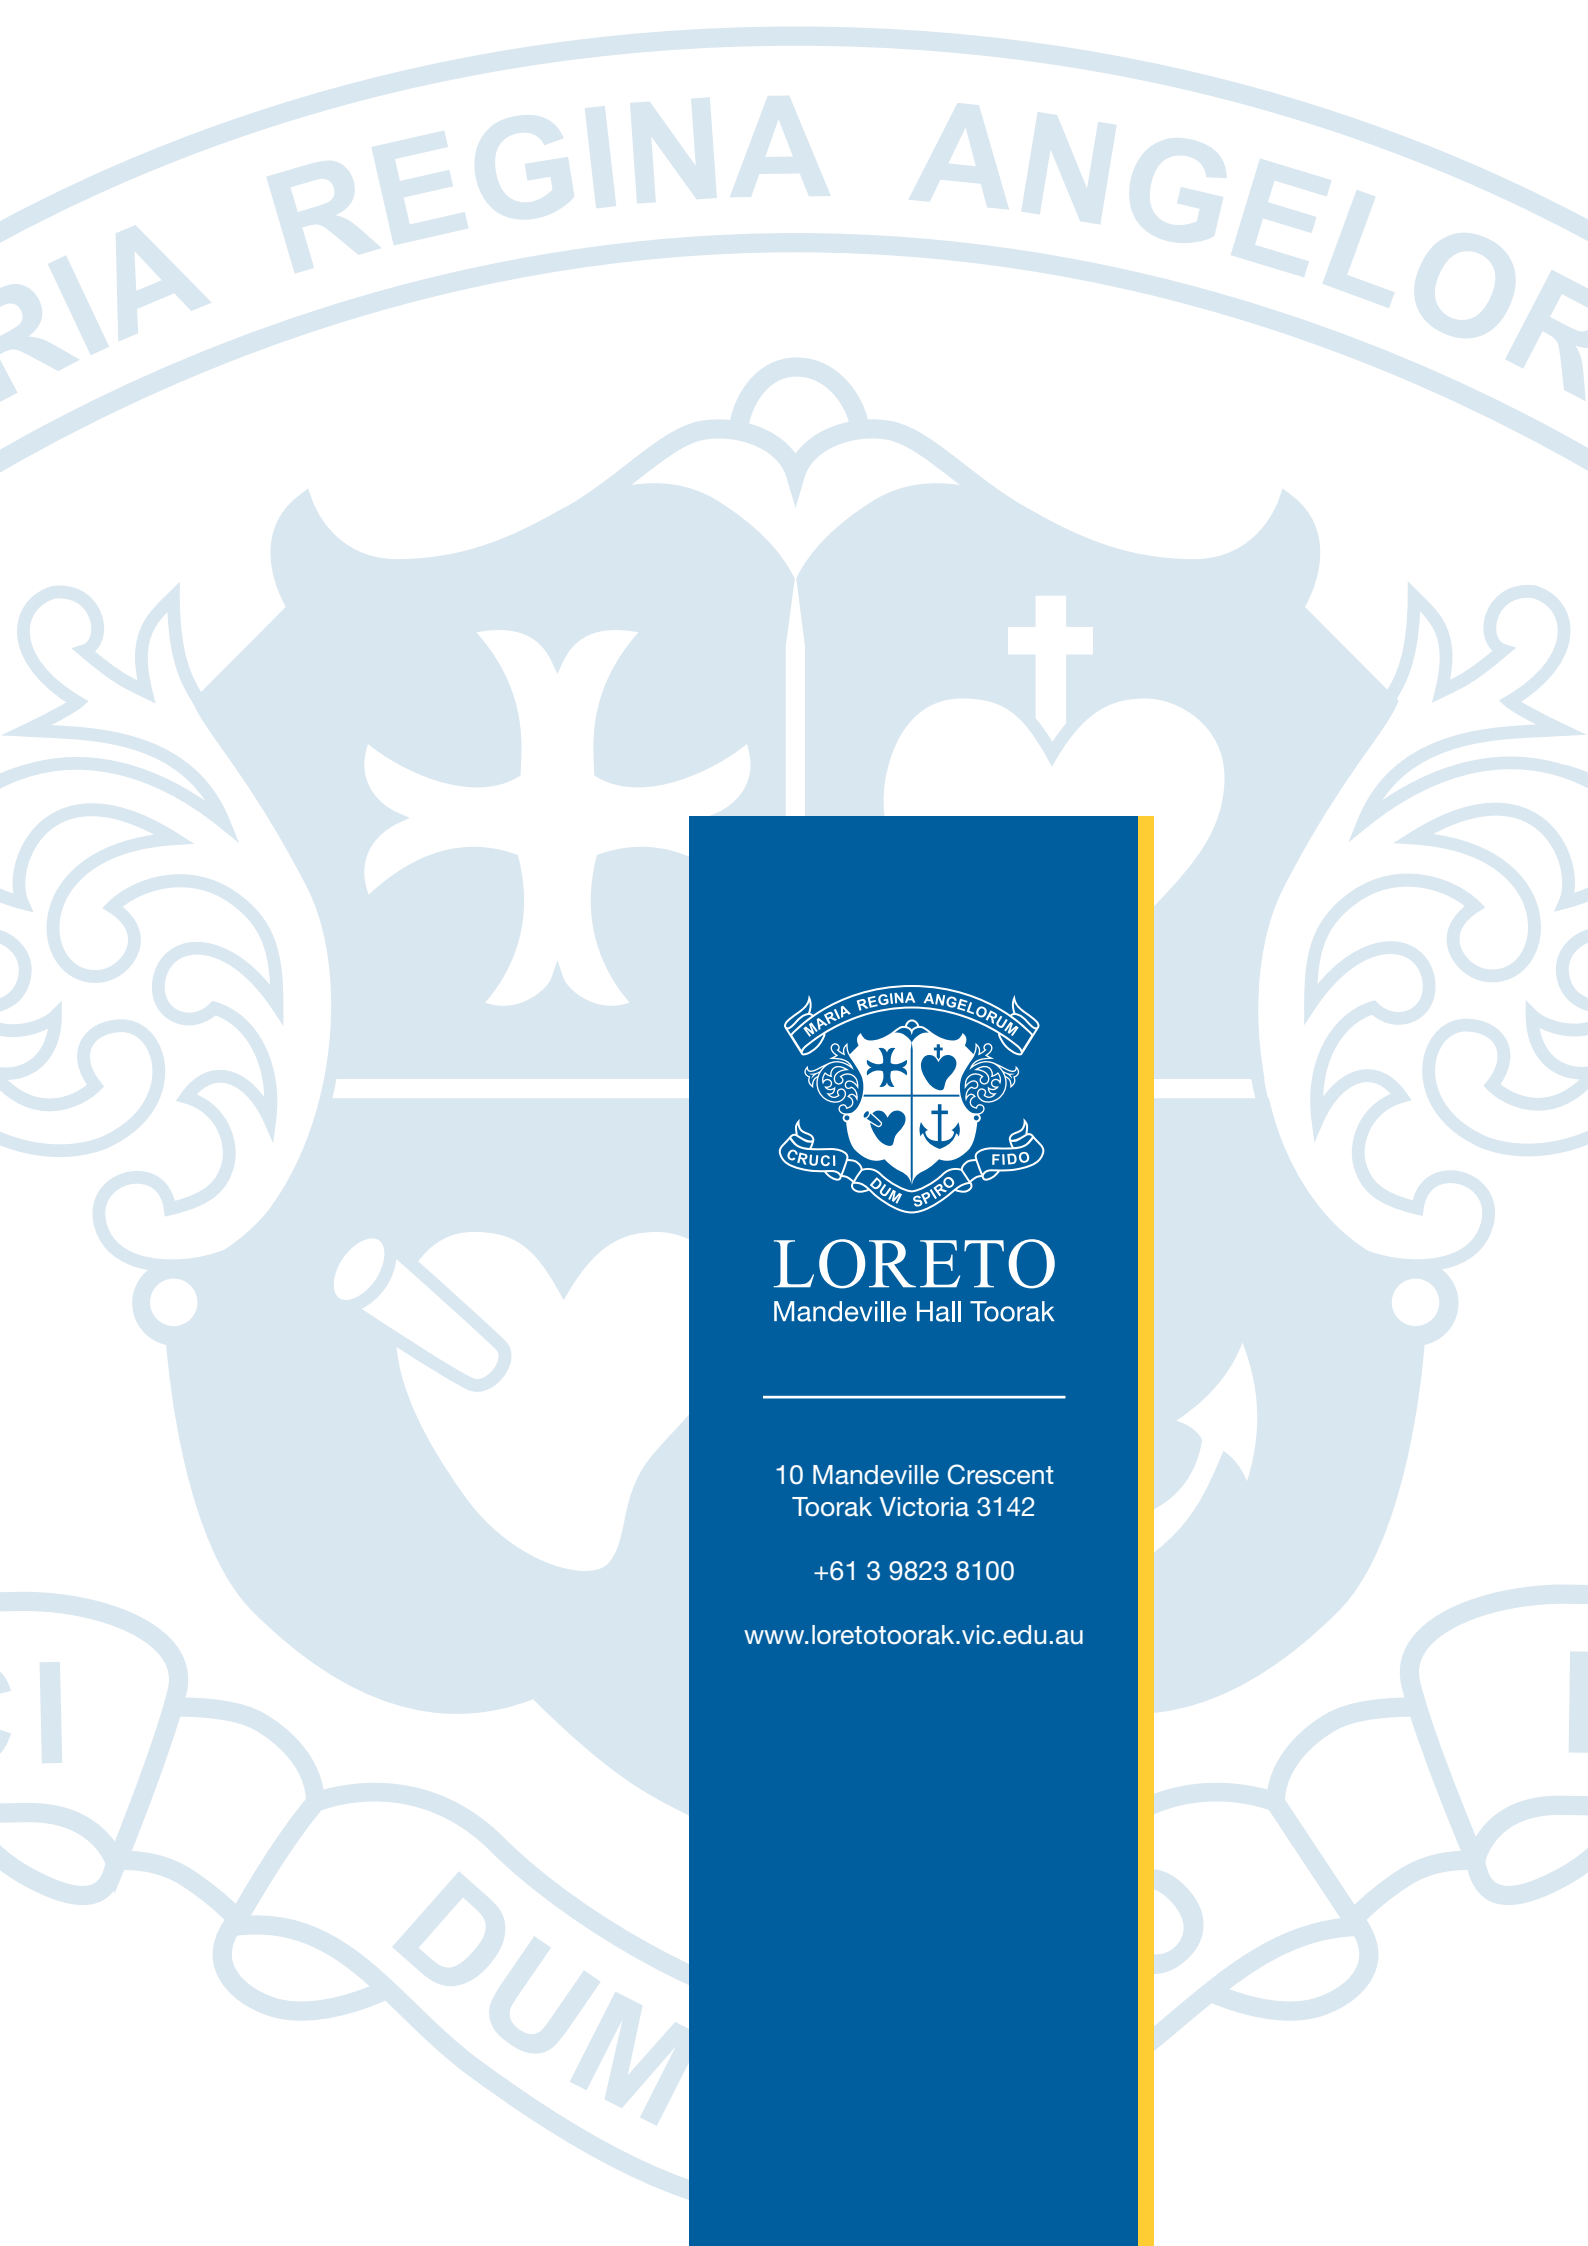 MARIA REGINA ANGELORUM
CRUCI DUM SPIRO FIDO
LORETO
Mandeville Hall Toorak
10 Mandeville Crescent
Toorak Victoria 3142
+61 3 9823 8100
www.loretotoorak.vic.edu.au
RIA REGINA ANGELOR
CI
DUM